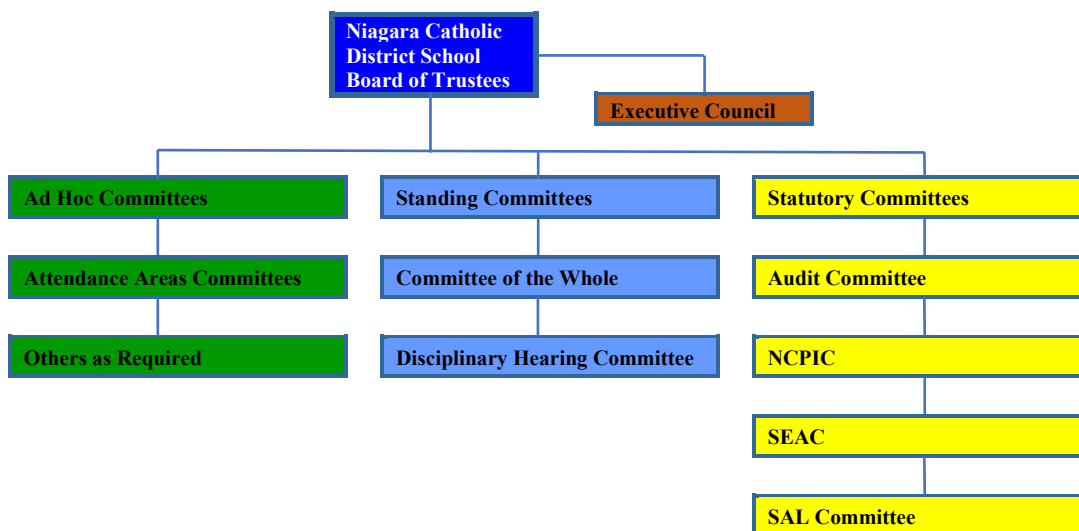 Niagara Catholic
District School
Board of Trustees
Executive Council
Ad Hoc Committees
Standing Committees
Statutory Committees
Attendance Areas Committees
Committee of the Whole
Audit Committee
Others as Required
Disciplinary Hearing Committee
NCPIC
SEAC
SAL Committee